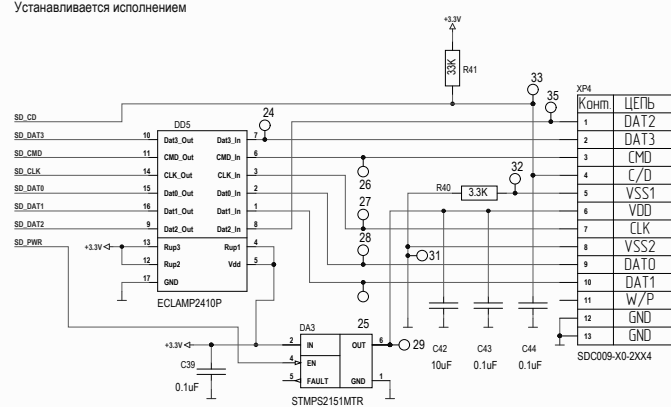 Устанавливается исполнением
+3.3V
33K R41
33
35
XP4
Конт. ЦЕПЬ
1 DAT2
2 DAT3
3 CMD
4 C/D
5 VSS1
6 VDD
7 CLK
8 VSS2
9 DAT0
10 DAT1
11 W/P
12 GND
13 GND
SDC009-X0-2XX4
SD_CD
SD_DAT3
SD_CMD
SD_CLK
SD_DAT0
SD_DAT1
SD_DAT2
SD_PWR
DD5
10 Dat3_Out Dat3_In 7
11 CMD_Out CMD_In 6
14 CLK_Out CLK_In 3
15 Dat0_Out Dat0_In 2
16 Dat1_Out Dat1_In 1
9 Dat2_Out Dat2_In 8
+3.3V 13 Rup3 Rup1 4
12 Rup2 Vdd 5
17 GND
ECLAMP2410P
24
26
27
28
32
R40 3.3K
31
25
29
DA3
+3.3V 2 IN OUT 6
4 EN
5 FAULT GND 1
STMPS2151MTR
C39
0.1uF
C42
10uF
C43
0.1uF
C44
0.1uF